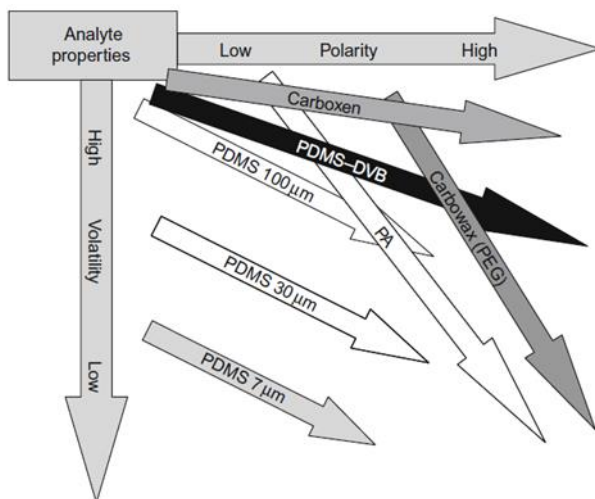 Analyte
properties
Low Polarity High
High
Volatility
Low
Carboxen
PDMS–DVB
PDMS 100 μm
PA
Carbowax (PEG)
PDMS 30 μm
PDMS 7 μm